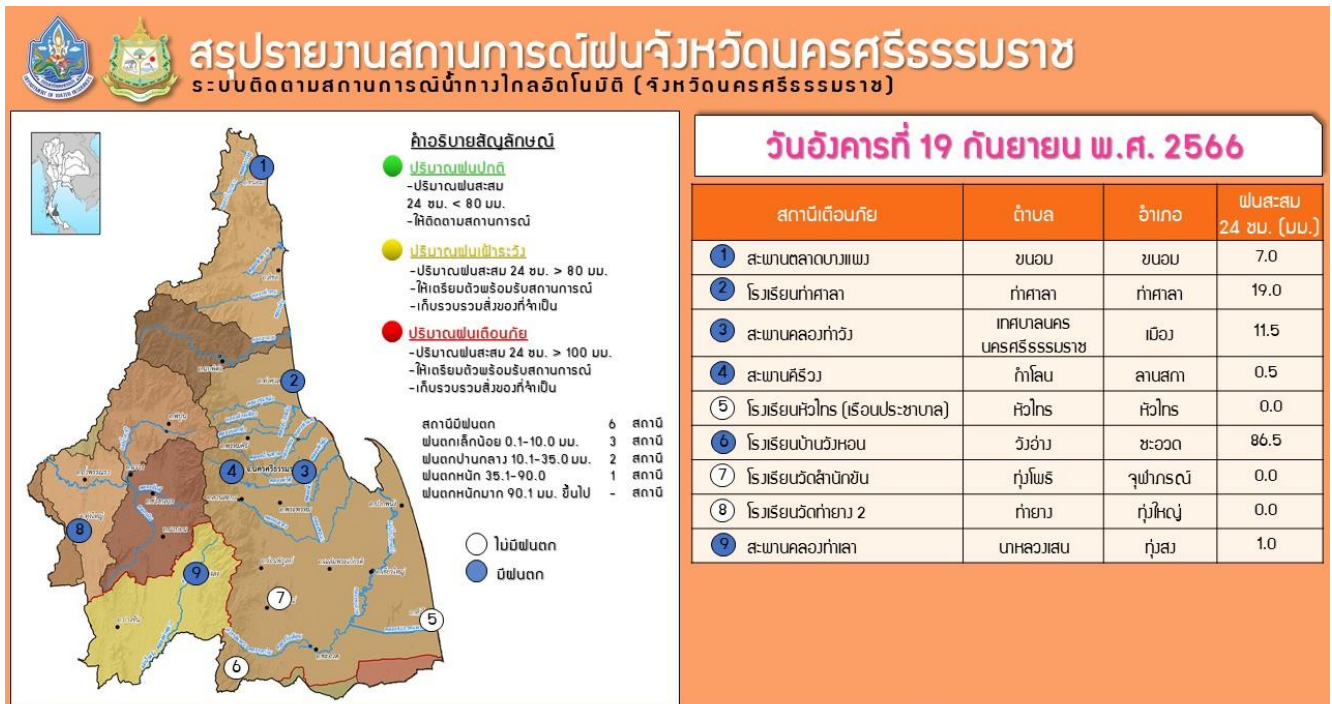 สรุปรายงานสถานการณ์ฝนจังหวัดนครศรีธรรมราช
ระบบติดตามสถานการณ์น้ำทางไกลอัตโนมัติ (จังหวัดนครศรีธรรมราช)
คำอธิบายสัญลักษณ์
ปริมาณฝนปกติ
-ปริมาณฝนสะสม
24 ชม. < 80 มม.
-ให้ติดตามสถานการณ์
ปริมาณฝนเฝ้าระวัง
-ปริมาณฝนสะสม 24 ชม. > 80 มม.
-ให้เตรียมตัวพร้อมรับสถานการณ์
-เก็บรวบรวมสิ่งของที่จำเป็น
ปริมาณฝนเตือนภัย
-ปริมาณฝนสะสม 24 ชม. > 100 มม.
-ให้เตรียมตัวพร้อมรับสถานการณ์
-เก็บรวบรวมสิ่งของที่จำเป็น
สถานีมีฝนตก 6 สถานี
ฝนตกเล็กน้อย 0.1-10.0 มม. 3 สถานี
ฝนตกปานกลาง 10.1-35.0 มม. 2 สถานี
ฝนตกหนัก 35.1-90.0 1 สถานี
ฝนตกหนักมาก 90.1 มม. ขึ้นไป - สถานี
ไม่มีฝนตก
มีฝนตก
1
2
4
3
8
9
7
5
6
วันอังคารที่ 19 กันยายน พ.ศ. 2566
สถานีเตือนภัย ตำบล อำเภอ ฝนสะสม
24 ชม. (มม.)
1 สะพานตลาดบางแพง ขนอม ขนอม 7.0
2 โรงเรียนท่าศาลา ท่าศาลา ท่าศาลา 19.0
3 สะพานคลองท่าวัง เทศบาลนคร
นครศรีธรรมราช เมือง 11.5
4 สะพานคีรีวง กำโลน ลานสกา 0.5
5 โรงเรียนหัวไทร (เรือนประชาบาล) หัวไทร หัวไทร 0.0
6 โรงเรียนบ้านวังหอน วังอ่าง ชะอวด 86.5
7 โรงเรียนวัดสำนักขัน ทุ่งโพธิ จุฬาภรณ์ 0.0
8 โรงเรียนวัดท่ายาง 2 ท่ายาง ทุ่งใหญ่ 0.0
9 สะพานคลองท่าเลา นาหลวงเสน ทุ่งสง 1.0